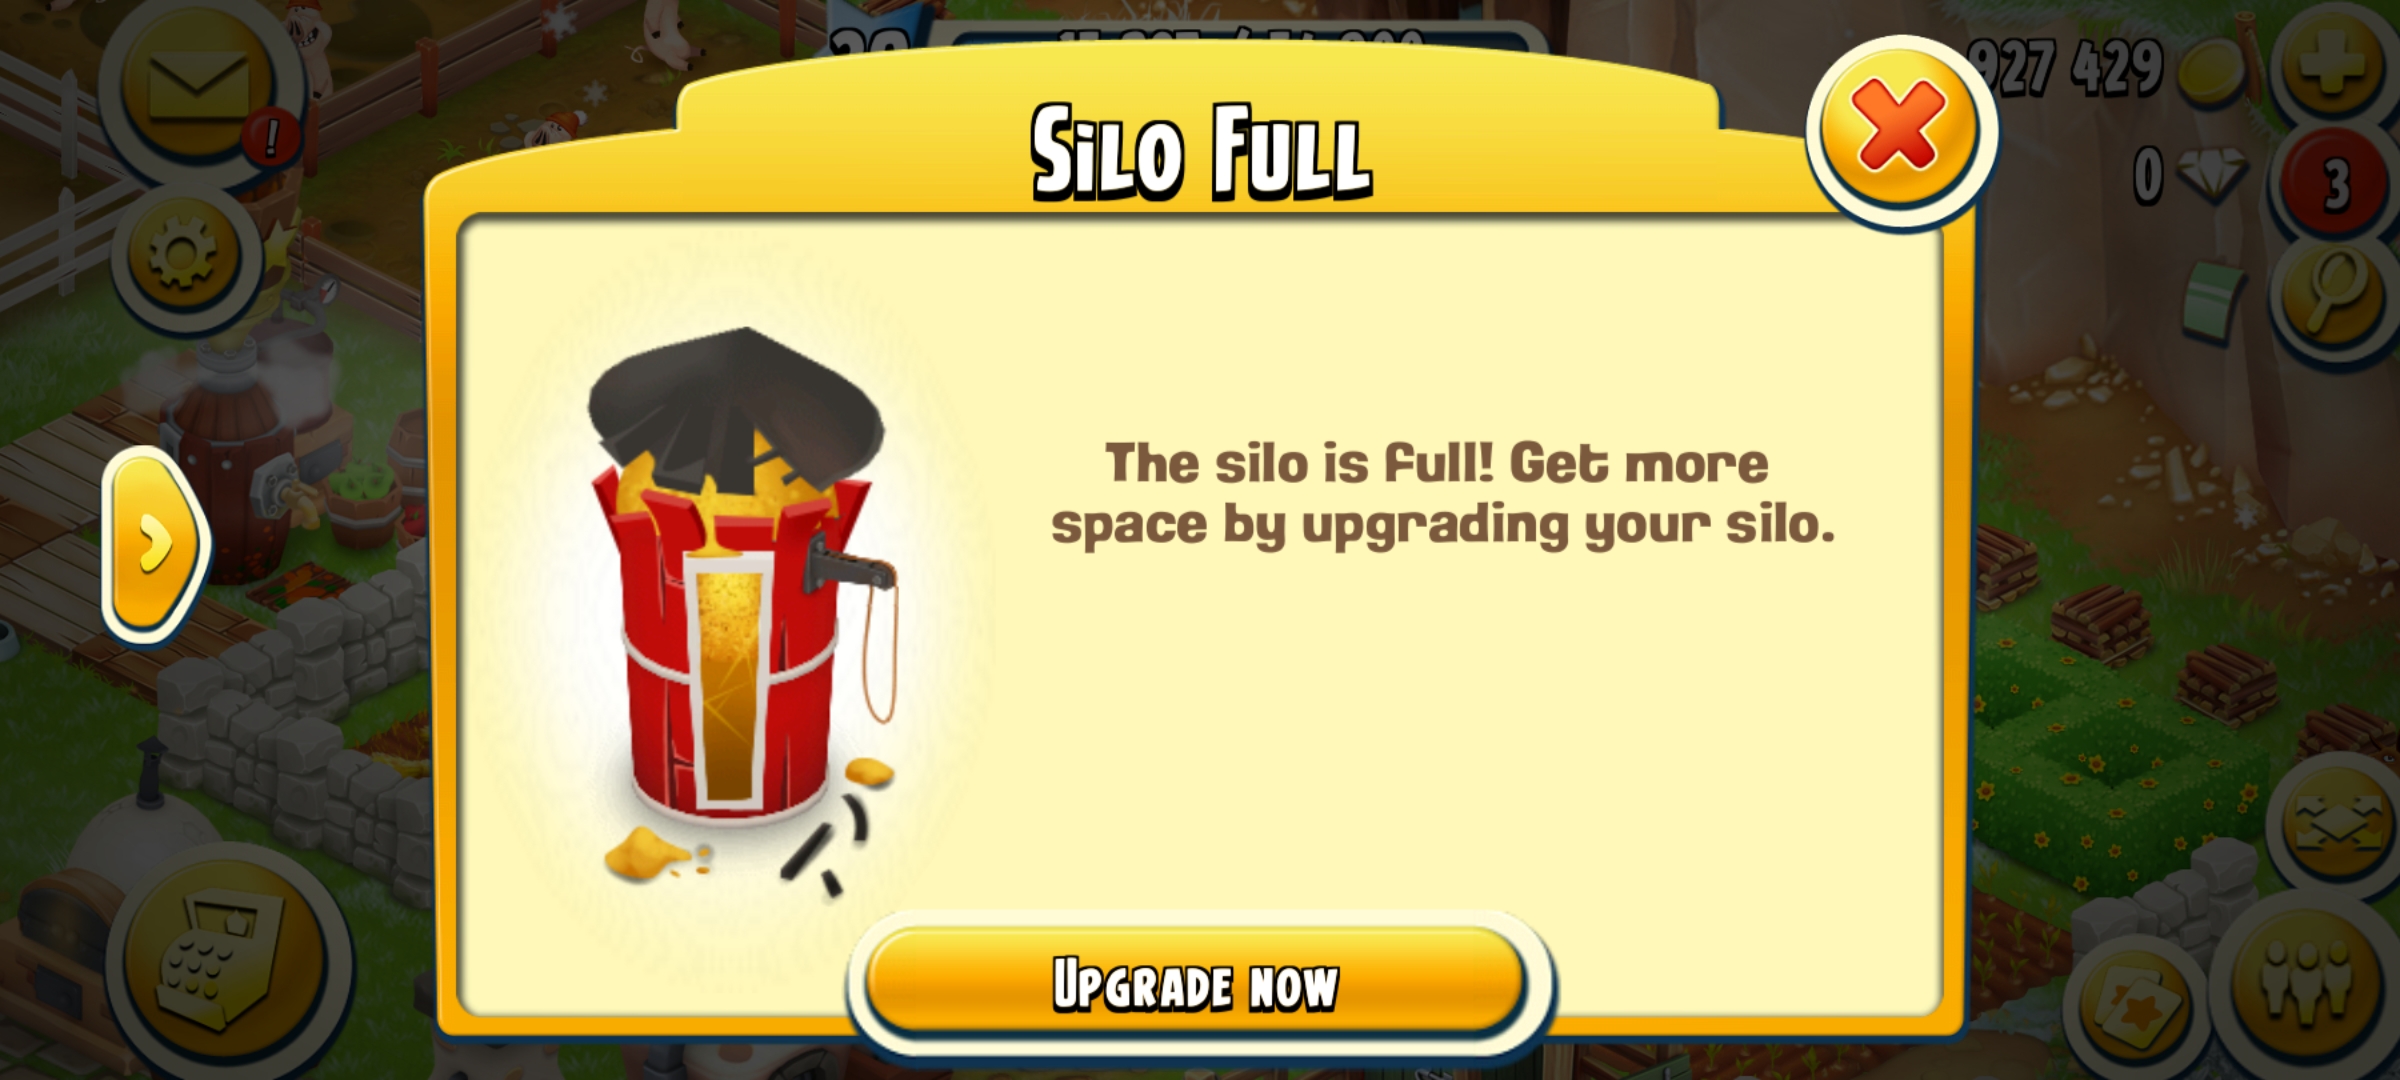 927 429
0
3
!
Silo Full
The silo is full! Get more
space by upgrading your silo.
Upgrade now